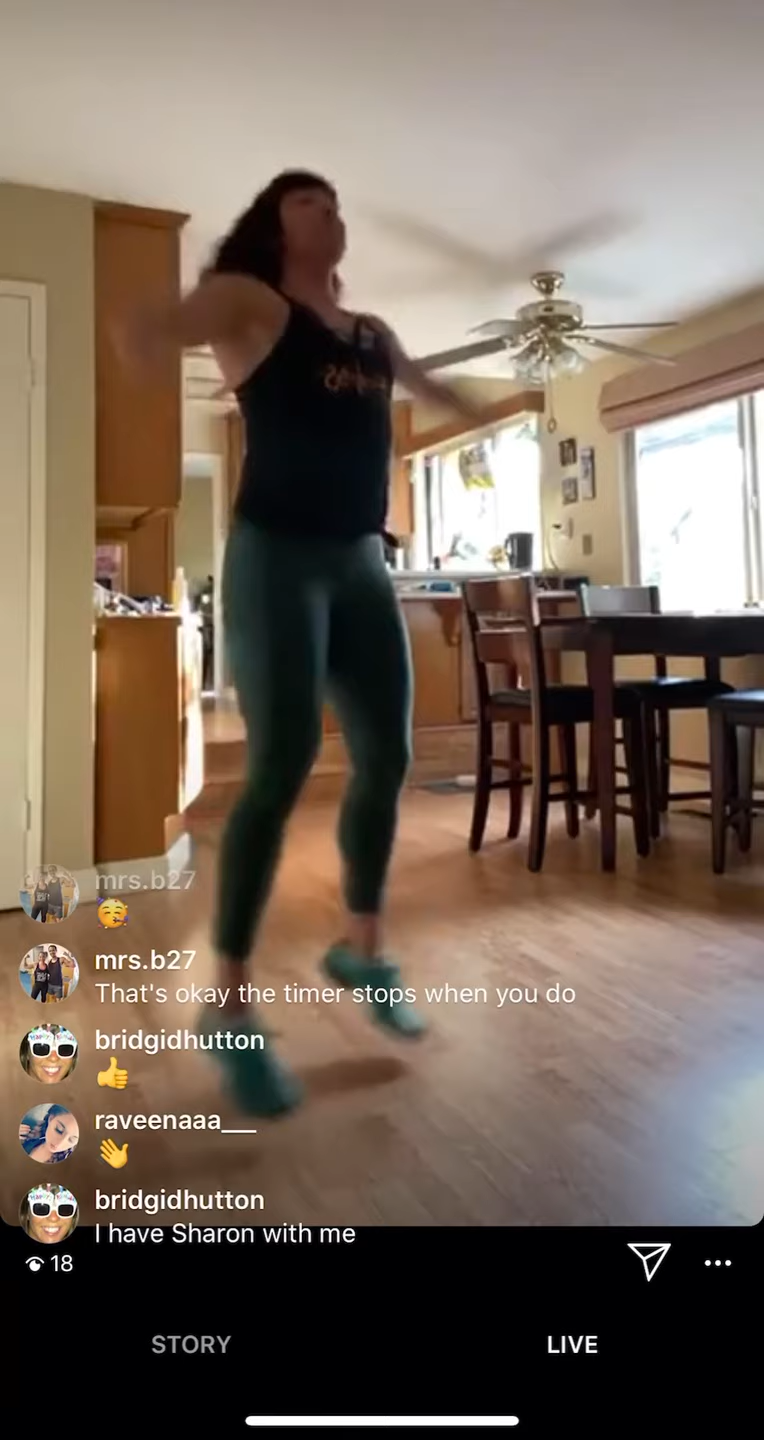 mrs.b27
🥳
mrs.b27
That's okay the timer stops when you do
bridgidhutton
👍
raveenaaa___
👋
bridgidhutton
I have Sharon with me
18
STORY
LIVE